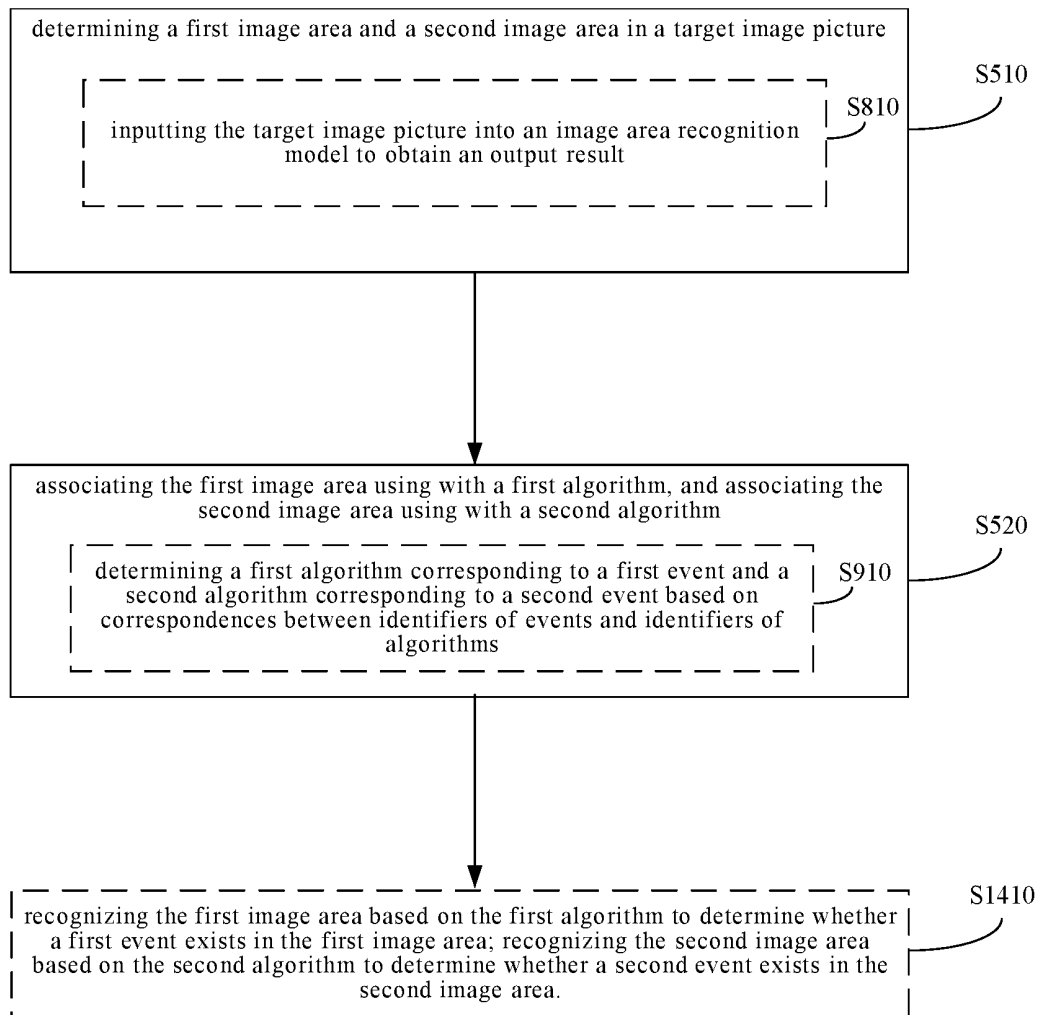 determining a first image area and a second image area in a target image picture
S510
S810
inputting the target image picture into an image area recognition
model to obtain an output result
associating the first image area using with a first algorithm, and associating the
second image area using with a second algorithm
S520
S910
determining a first algorithm corresponding to a first event and a
second algorithm corresponding to a second event based on
correspondences between identifiers of events and identifiers of
algorithms
S1410
recognizing the first image area based on the first algorithm to determine whether
a first event exists in the first image area; recognizing the second image area
based on the second algorithm to determine whether a second event exists in the
second image area.